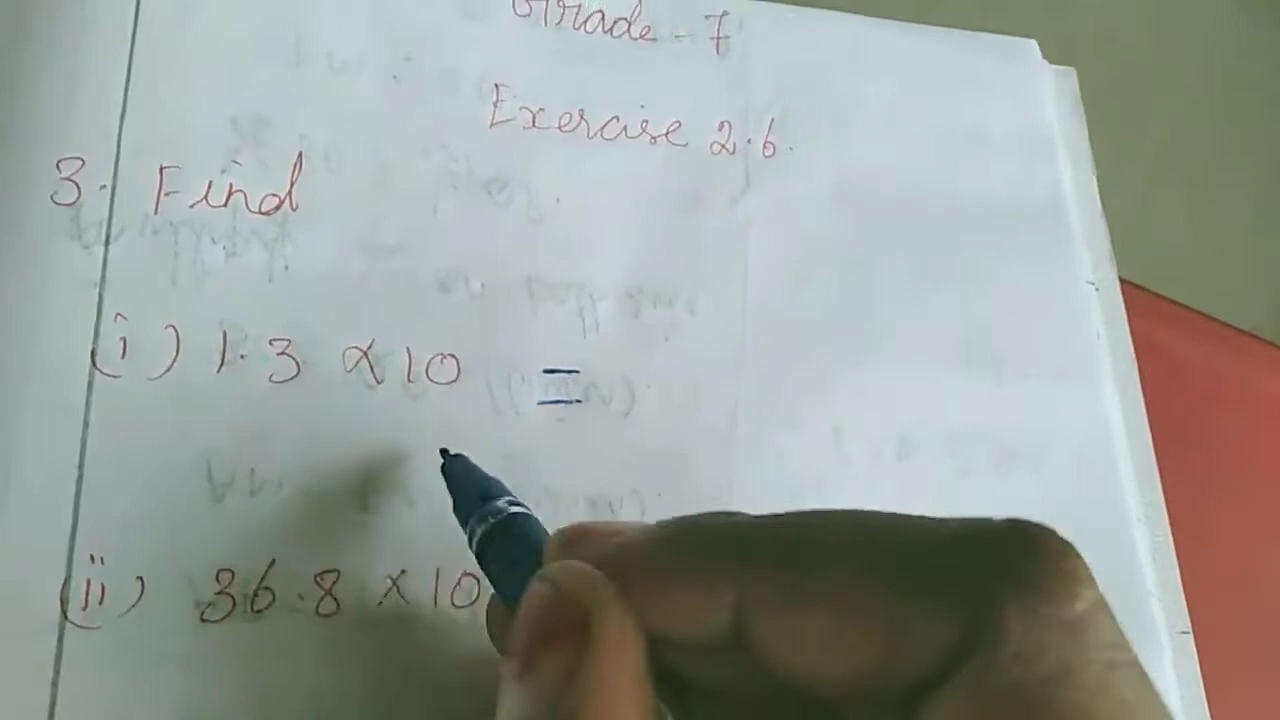 Grade - 7
Exercise 2.6.
3. Find
(i) 1.3 × 10 =
(ii) 36.8 × 10